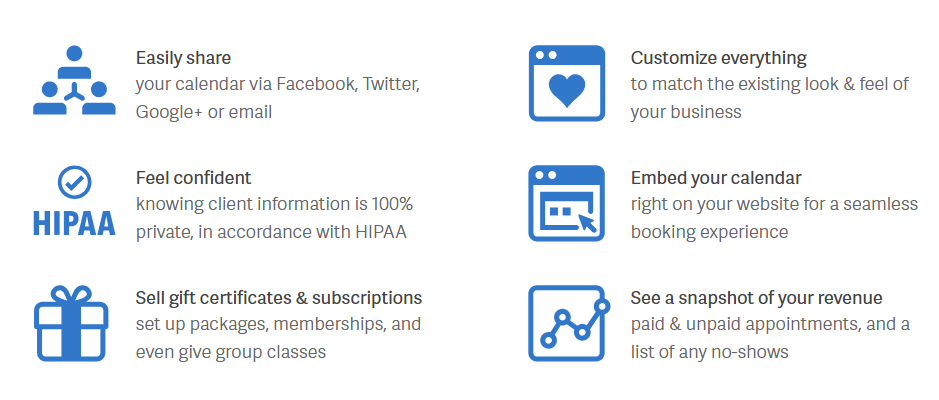 Easily share
your calendar via Facebook, Twitter,
Google+ or email
Customize everything
to match the existing look & feel of
your business
HIPAA
Feel confident
knowing client information is 100%
private, in accordance with HIPAA
Embed your calendar
right on your website for a seamless
booking experience
Sell gift certificates & subscriptions
set up packages, memberships, and
even give group classes
See a snapshot of your revenue
paid & unpaid appointments, and a
list of any no-shows